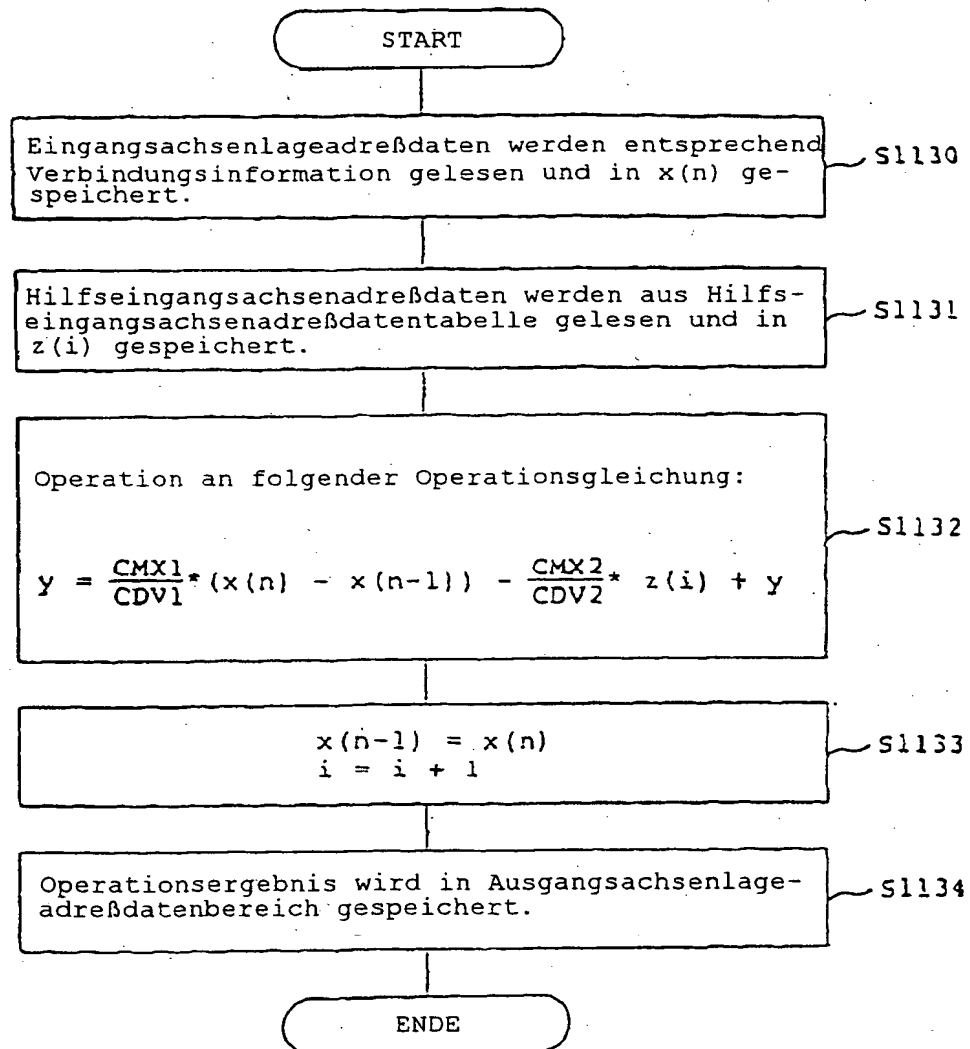 START
Eingangsachsenlageadreßdaten werden entsprechend
Verbindungsinformation gelesen und in x(n) ge-
speichert.
S1130
Hilfseingangsachsenadreßdaten werden aus Hilfs-
eingangsachsenadreßdatentabelle gelesen und in
z(i) gespeichert.
S1131
Operation an folgender Operationsgleichung:
y = CMX1/CDV1 * (x(n) - x(n-1)) - CMX2/CDV2 * z(i) + y
S1132
x(n-1) = x(n)
i = i + 1
S1133
Operationsergebnis wird in Ausgangsachsenlage-
adreßdatenbereich gespeichert.
S1134
ENDE